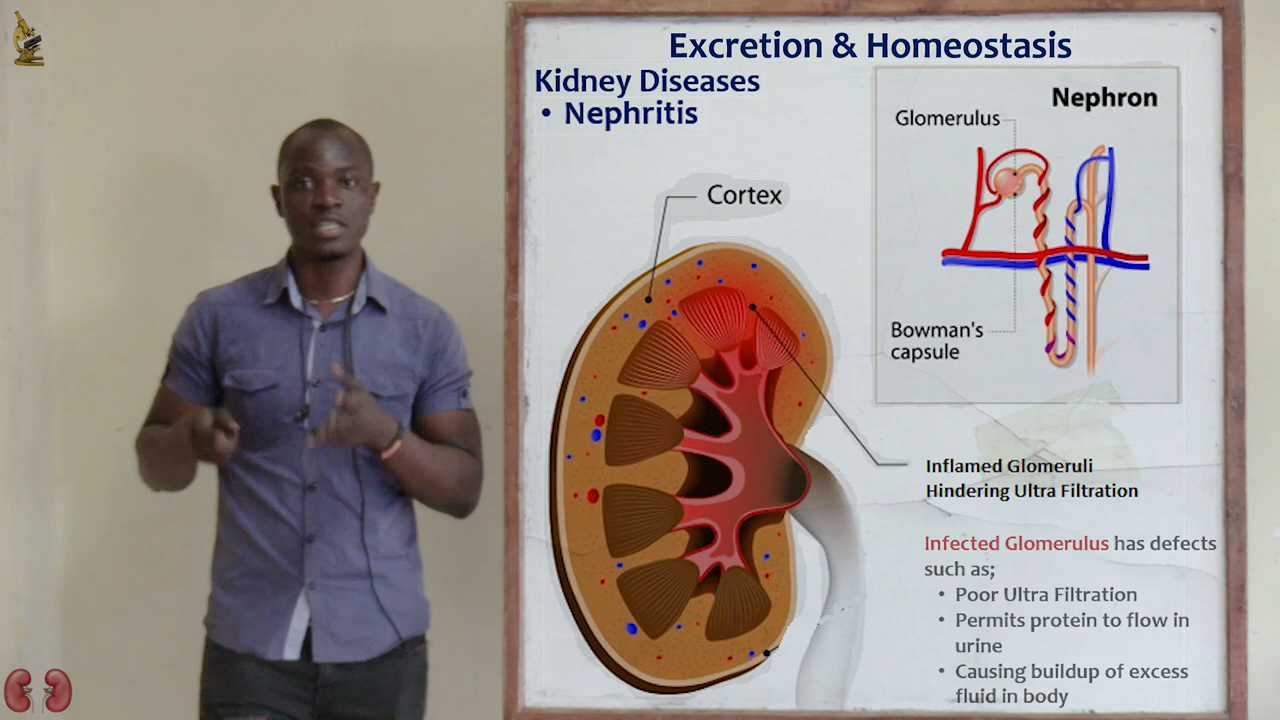 Excretion & Homeostasis
Kidney Diseases
• Nephritis
Nephron
Glomerulus
Cortex
Bowman's
capsule
Inflamed Glomeruli
Hindering Ultra Filtration
Infected Glomerulus has defects
such as;
• Poor Ultra Filtration
• Permits protein to flow in
urine
• Causing buildup of excess
fluid in body